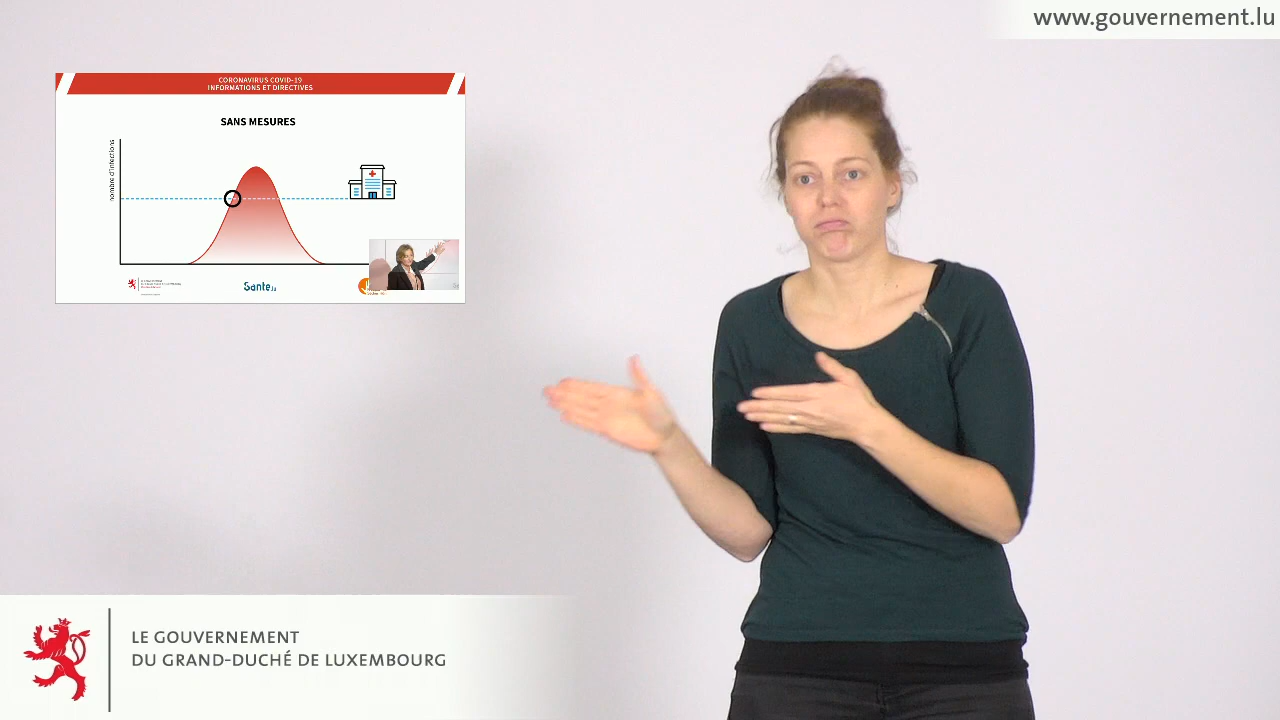 www.gouvernement.lu
CORONAVIRUS COVID-19
INFORMATIONS ET DIRECTIVES
SANS MESURES
nombre d'infections
Santé.lu
LE GOUVERNEMENT
DU GRAND-DUCHÉ DE LUXEMBOURG